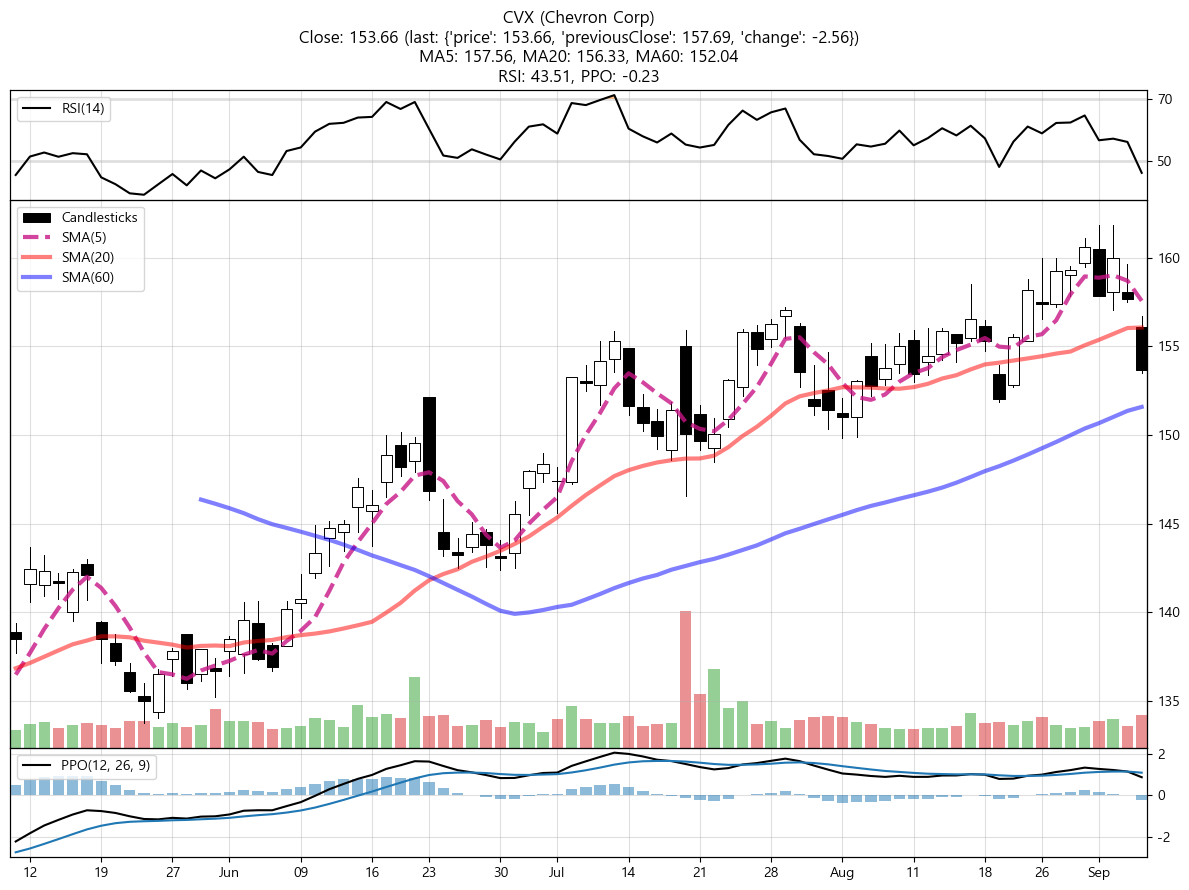 CVX (Chevron Corp)
Close: 153.66 (last: {'price': 153.66, 'previousClose': 157.69, 'change': -2.56})
MA5: 157.56, MA20: 156.33, MA60: 152.04
RSI: 43.51, PPO: -0.23
RSI(14)
70
50
Candlesticks
SMA(5)
SMA(20)
SMA(60)
160
155
150
145
140
135
PPO(12, 26, 9)
2
0
-2
12 19 27 Jun 09 16 23 30 Jul 14 21 28 Aug 11 18 26 Sep